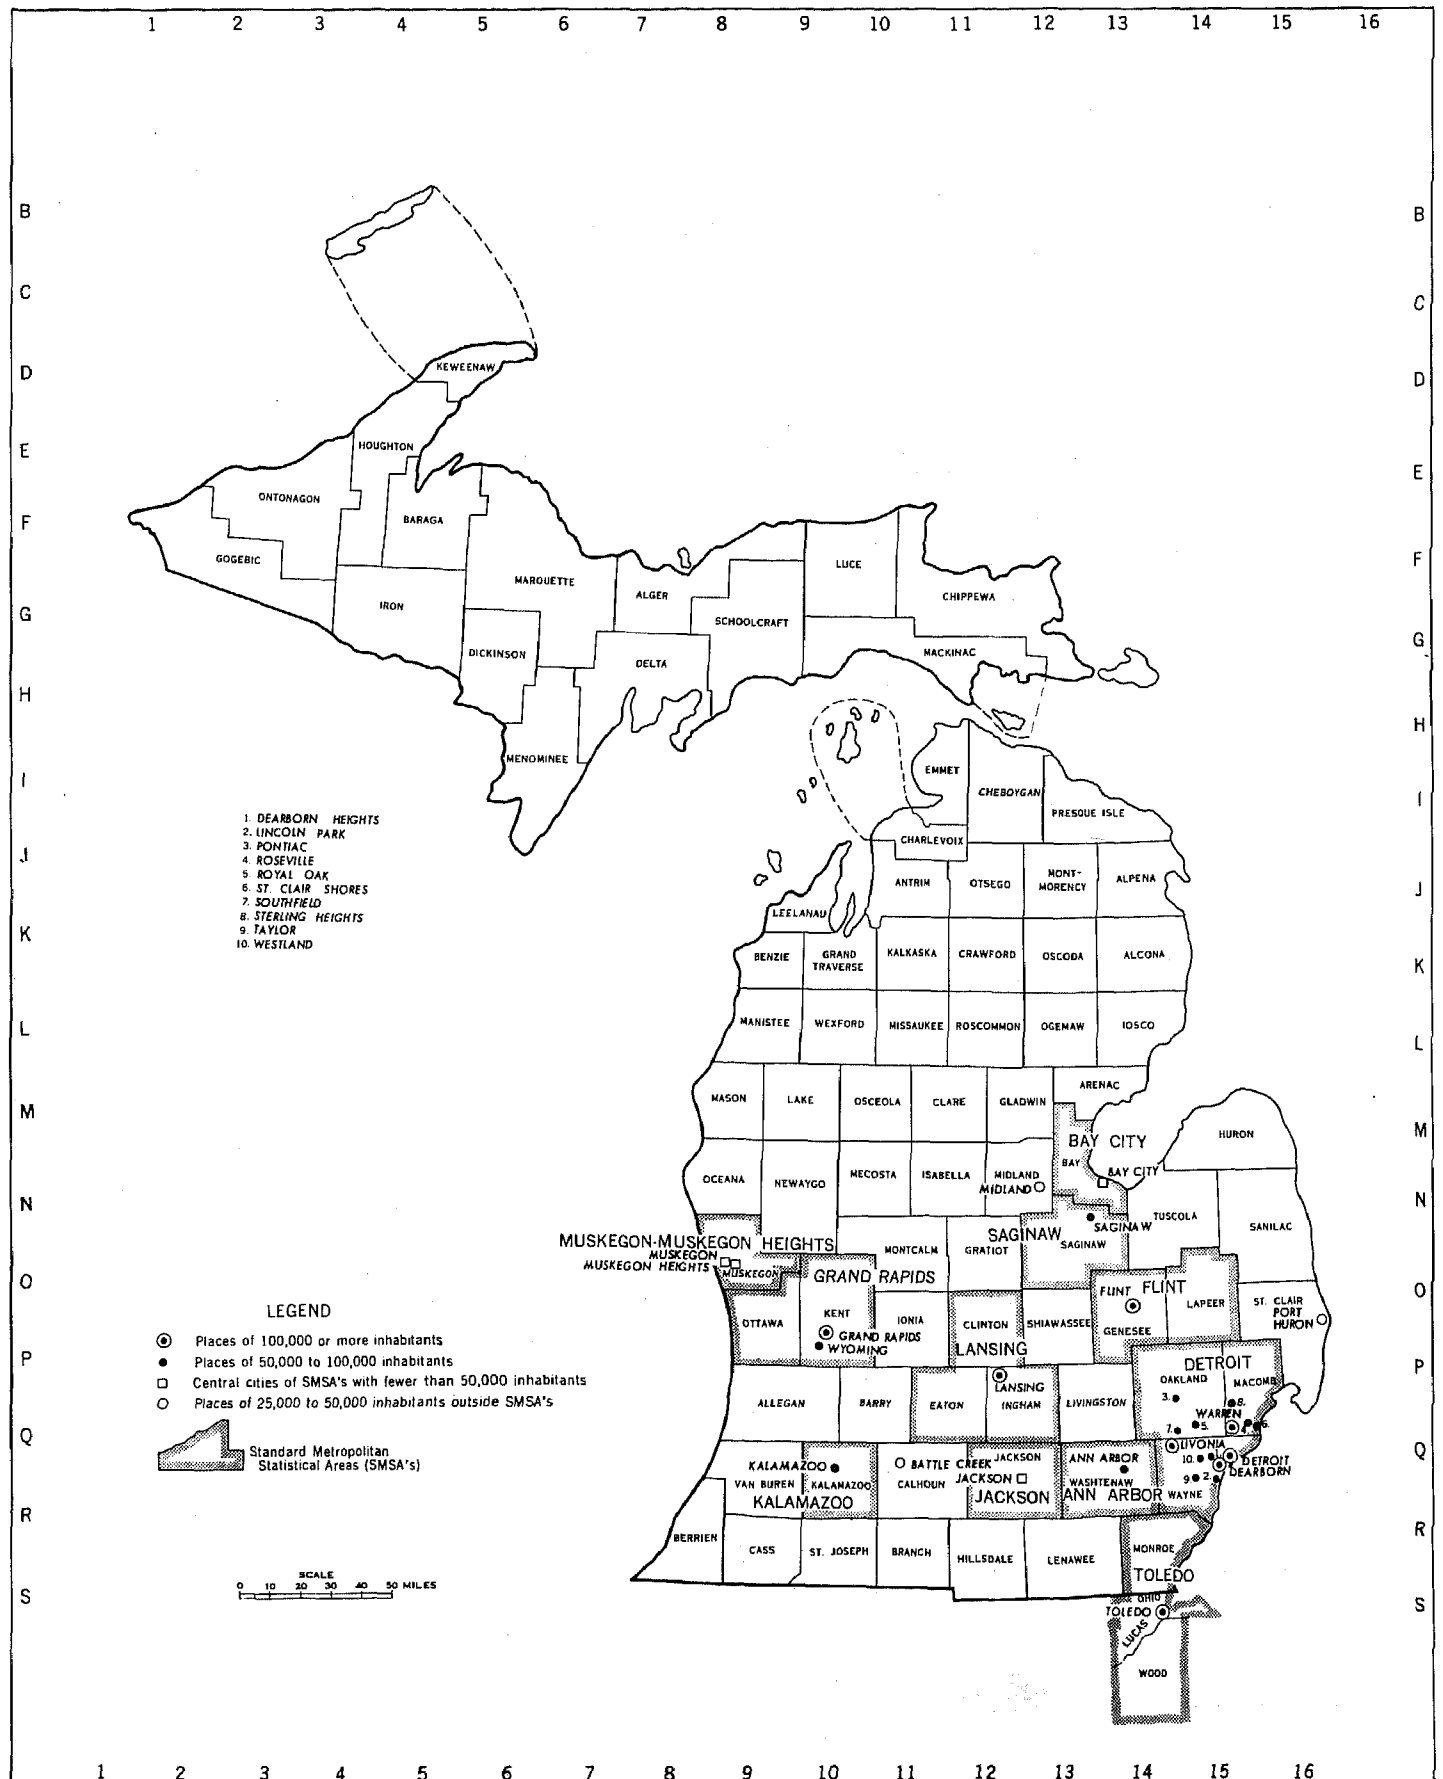 1 2 3 4 5 6 7 8 9 10 11 12 13 14 15 16
B B
C C
KEWEENAW
D D
HOUGHTON
E E
ONTONAGON
BARAGA
F F
GOGEBIC
LUCE
MARQUETTE
ALGER
CHIPPEWA
IRON
G G
SCHOOLCRAFT
DICKINSON
DELTA
MACKINAC
H H
MENOMINEE
EMMET
I I
CHEBOYGAN
PRESQUE ISLE
1. DEARBORN HEIGHTS
2. LINCOLN PARK
3. PONTIAC
4. ROSEVILLE
5. ROYAL OAK
6. ST. CLAIR SHORES
7. SOUTHFIELD
8. STERLING HEIGHTS
9. TAYLOR
10. WESTLAND
CHARLEVOIX
J J
ANTRIM
OTSEGO
MONT-
MORENCY
ALPENA
LEELANAU
K K
BENZIE
GRAND
TRAVERSE
KALKASKA
CRAWFORD
OSCODA
ALCONA
L L
MANISTEE
WEXFORD
MISSAUKEE
ROSCOMMON
OGEMAW
IOSCO
ARENAC
M M
MASON
LAKE
OSCEOLA
CLARE
GLADWIN
BAY CITY
HURON
BAY
BAY CITY
OCEANA
NEWAYGO
MECOSTA
ISABELLA
MIDLAND
MIDLAND
N N
TUSCOLA
SANILAC
SAGINAW
SAGINAW
SAGINAW
MUSKEGON-MUSKEGON HEIGHTS
MUSKEGON
MUSKEGON HEIGHTS
MUSKEGON
MONTCALM
GRATIOT
O O
GRAND RAPIDS
FLINT
FLINT
LAPEER
ST. CLAIR
PORT
HURON
OTTAWA
KENT
IONIA
CLINTON
SHIAWASSEE
GENESEE
GRAND RAPIDS
WYOMING
LANSING
LEGEND
Places of 100,000 or more inhabitants
Places of 50,000 to 100,000 inhabitants
Central cities of SMSA's with fewer than 50,000 inhabitants
Places of 25,000 to 50,000 inhabitants outside SMSA's
Standard Metropolitan
Statistical Areas (SMSA's)
P P
DETROIT
OAKLAND
MACOMB
LANSING
ALLEGAN
BARRY
EATON
INGHAM
LIVINGSTON
3.
8.
WARREN
5.
7.
4.
6.
Q Q
LIVONIA
10.
DETROIT
DEARBORN
KALAMAZOO
BATTLE CREEK
JACKSON
ANN ARBOR
VAN BUREN
KALAMAZOO
CALHOUN
JACKSON
WASHTENAW
9.
2.
WAYNE
KALAMAZOO
JACKSON
ANN ARBOR
R R
BERRIEN
CASS
ST. JOSEPH
BRANCH
HILLSDALE
LENAWEE
MONROE
TOLEDO
SCALE
0 10 20 30 40 50 MILES
S S
OHIO
TOLEDO
LUCAS
WOOD
1 2 3 4 5 6 7 8 9 10 11 12 13 14 15 16